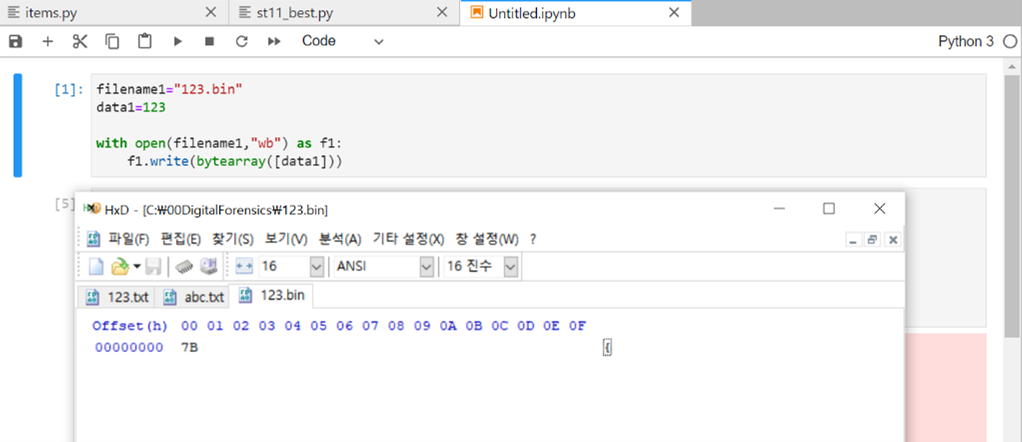 items.py
st11_best.py
Untitled.ipynb
Code
Python 3
[1]:
filename1="123.bin"
data1=123
with open(filename1,"wb") as f1:
f1.write(bytearray([data1]))
[5]
HxD - [C:₩00DigitalForensics₩123.bin]
파일(F) 편집(E) 찾기(S) 보기(V) 분석(A) 기타 설정(X) 창 설정(W) ?
16 ANSI 16 진수
123.txt abc.txt 123.bin
Offset(h) 00 01 02 03 04 05 06 07 08 09 0A 0B 0C 0D 0E 0F
00000000 7B {